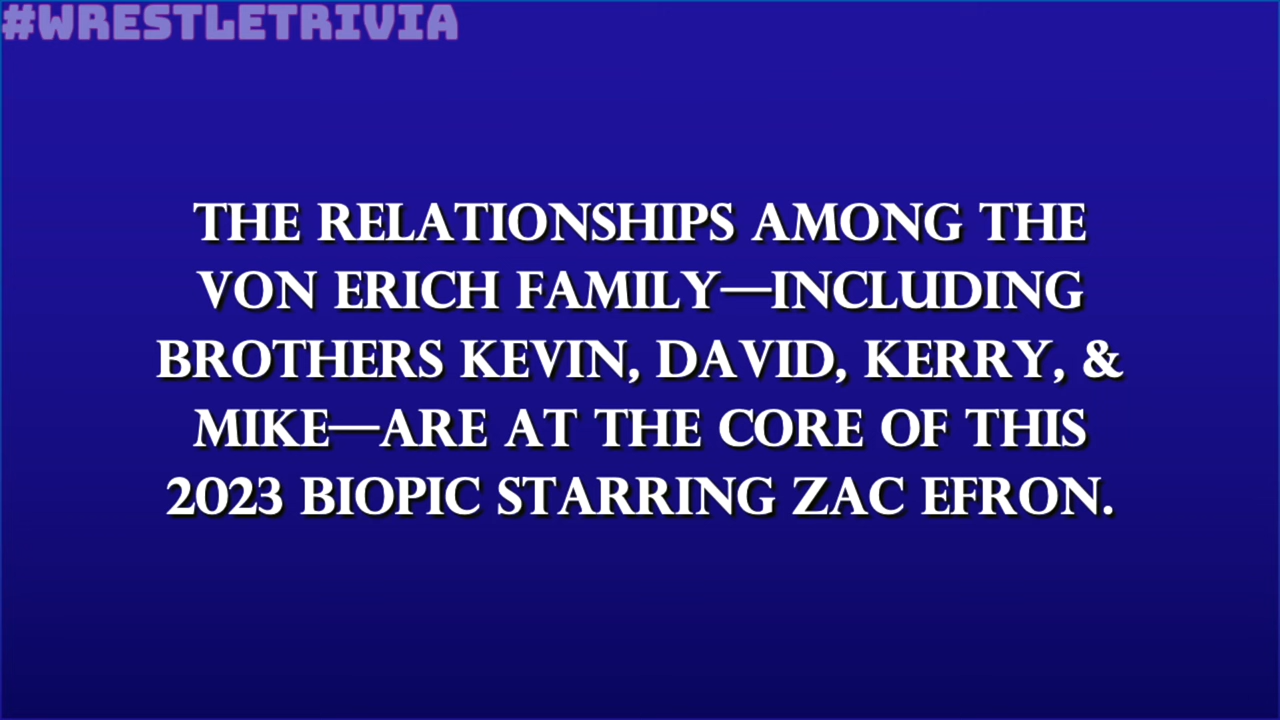 #WRESTLETRIVIA
THE RELATIONSHIPS AMONG THE
VON ERICH FAMILY—INCLUDING
BROTHERS KEVIN, DAVID, KERRY, &
MIKE—ARE AT THE CORE OF THIS
2023 BIOPIC STARRING ZAC EFRON.